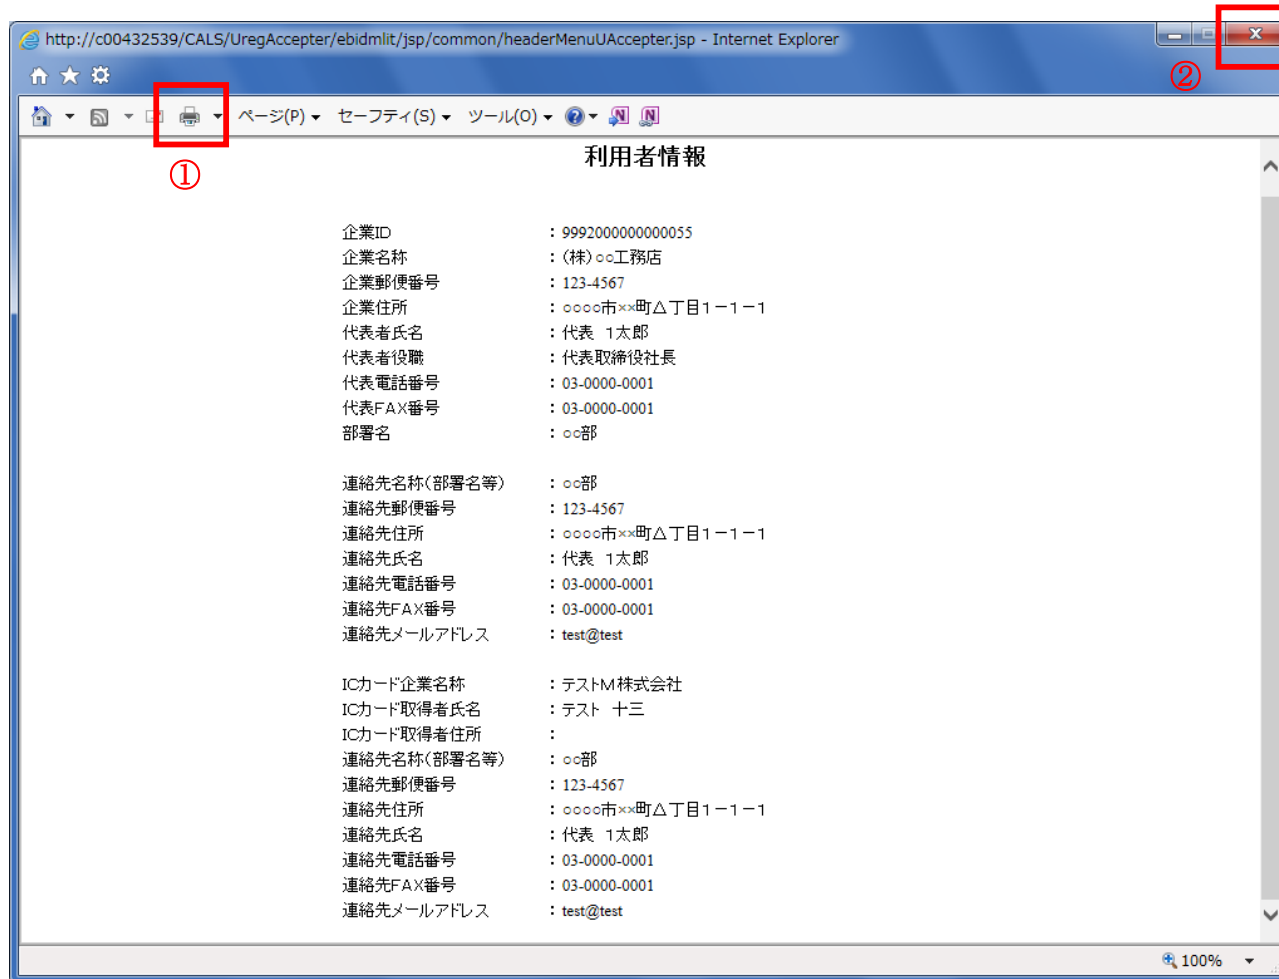 http://c00432539/CALS/UregAccepter/ebidmlit/jsp/common/headerMenuUAccepter.jsp - Internet Explorer
②
ページ(P) セーフティ(S) ツール(O)
①
利用者情報
企業ID : 9992000000000055
企業名称 : (株)○○工務店
企業郵便番号 : 123-4567
企業住所 : ○○○○市××町△丁目1-1-1
代表者氏名 : 代表 1太郎
代表者役職 : 代表取締役社長
代表電話番号 : 03-0000-0001
代表FAX番号 : 03-0000-0001
部署名 : ○○部
連絡先名称(部署名等) : ○○部
連絡先郵便番号 : 123-4567
連絡先住所 : ○○○○市××町△丁目1-1-1
連絡先氏名 : 代表 1太郎
連絡先電話番号 : 03-0000-0001
連絡先FAX番号 : 03-0000-0001
連絡先メールアドレス : test@test
ICカード企業名称 : テストM株式会社
ICカード取得者氏名 : テスト 十三
ICカード取得者住所 :
連絡先名称(部署名等) : ○○部
連絡先郵便番号 : 123-4567
連絡先住所 : ○○○○市××町△丁目1-1-1
連絡先氏名 : 代表 1太郎
連絡先電話番号 : 03-0000-0001
連絡先FAX番号 : 03-0000-0001
連絡先メールアドレス : test@test
100%